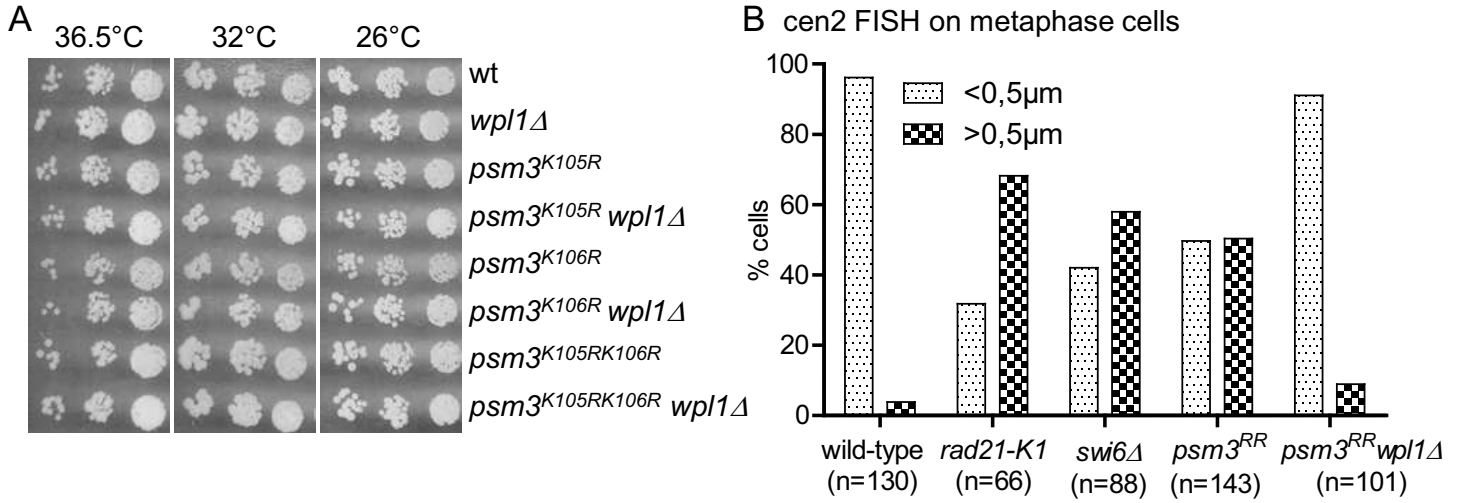 A
36.5°C 32°C 26°C
wt
wpl1Δ
psm3K105R
psm3K105R wpl1Δ
psm3K106R
psm3K106R wpl1Δ
psm3K105RK106R
psm3K105RK106R wpl1Δ
B cen2 FISH on metaphase cells
<0,5µm
>0,5µm
% cells
100
80
60
40
20
0
wild-type rad21-K1 swi6Δ psm3RR psm3RR wpl1Δ
(n=130) (n=66) (n=88) (n=143) (n=101)